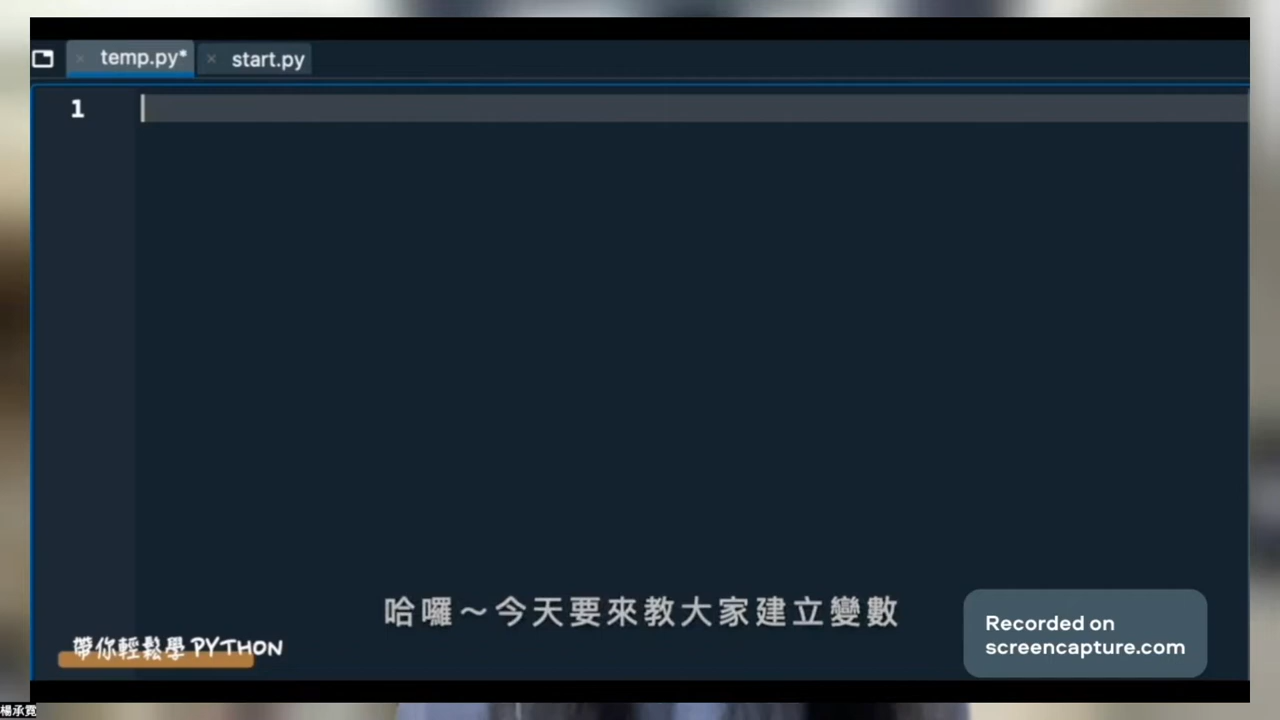 temp.py*
start.py
1
哈囉～今天要來教大家建立變數
帶你輕鬆學 PYTHON
Recorded on
screencapture.com
楊承霓